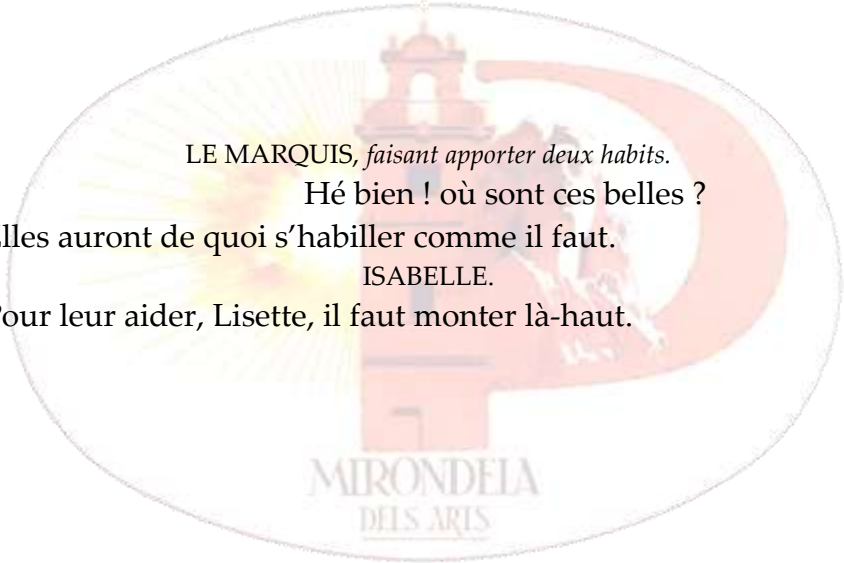 LE MARQUIS, faisant apporter deux habits.
Hé bien ! où sont ces belles ?
lles auront de quoi s’habiller comme il faut.
ISABELLE.
our leur aider, Lisette, il faut monter là-haut.
MIRONDELA
DELS ARTS